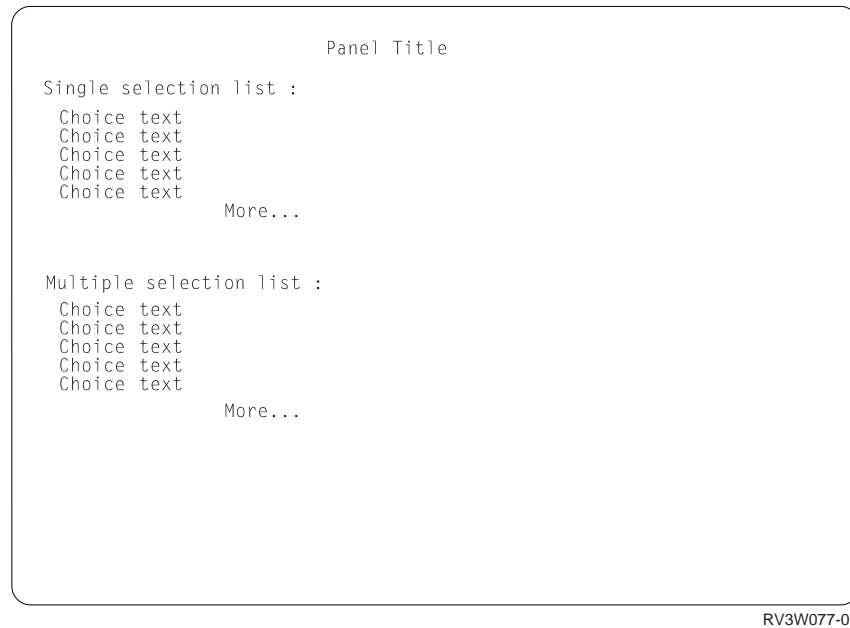 Panel Title
Single selection list :
Choice text
Choice text
Choice text
Choice text
Choice text
More...
Multiple selection list :
Choice text
Choice text
Choice text
Choice text
Choice text
More...
RV3W077-0